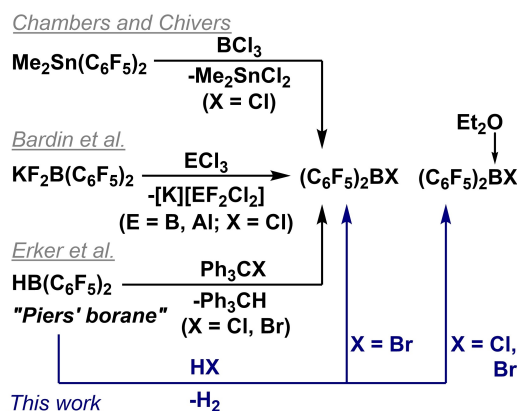 Chambers and Chivers
Me2Sn(C6F5)2
BCl3
-Me2SnCl2
(X = Cl)
Bardin et al.
KF2B(C6F5)2
ECl3
-[K][EF2Cl2]
(E = B, Al; X = Cl)
Et2O
(C6F5)2BX
(C6F5)2BX
Erker et al.
HB(C6F5)2
"Piers' borane"
Ph3CX
-Ph3CH
(X = Cl, Br)
X = Br
X = Cl,
Br
HX
-H2
This work